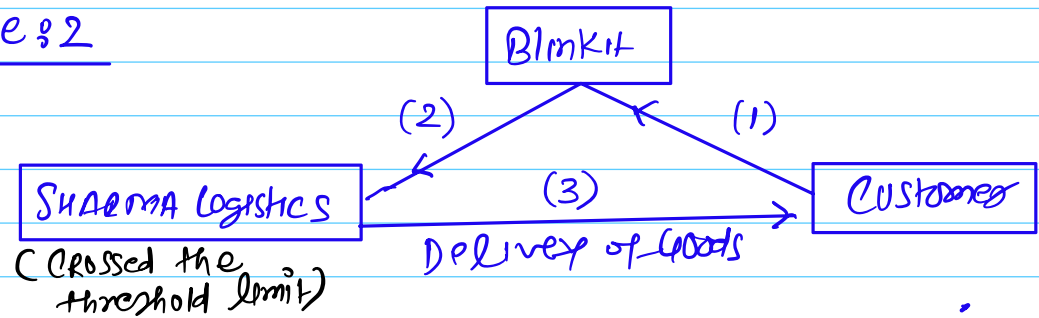 e:2
Blinkit
(2)
(1)
SHARMA Logistics
(3)
Customer
Delivery of Goods
(Crossed the
threshold limit)